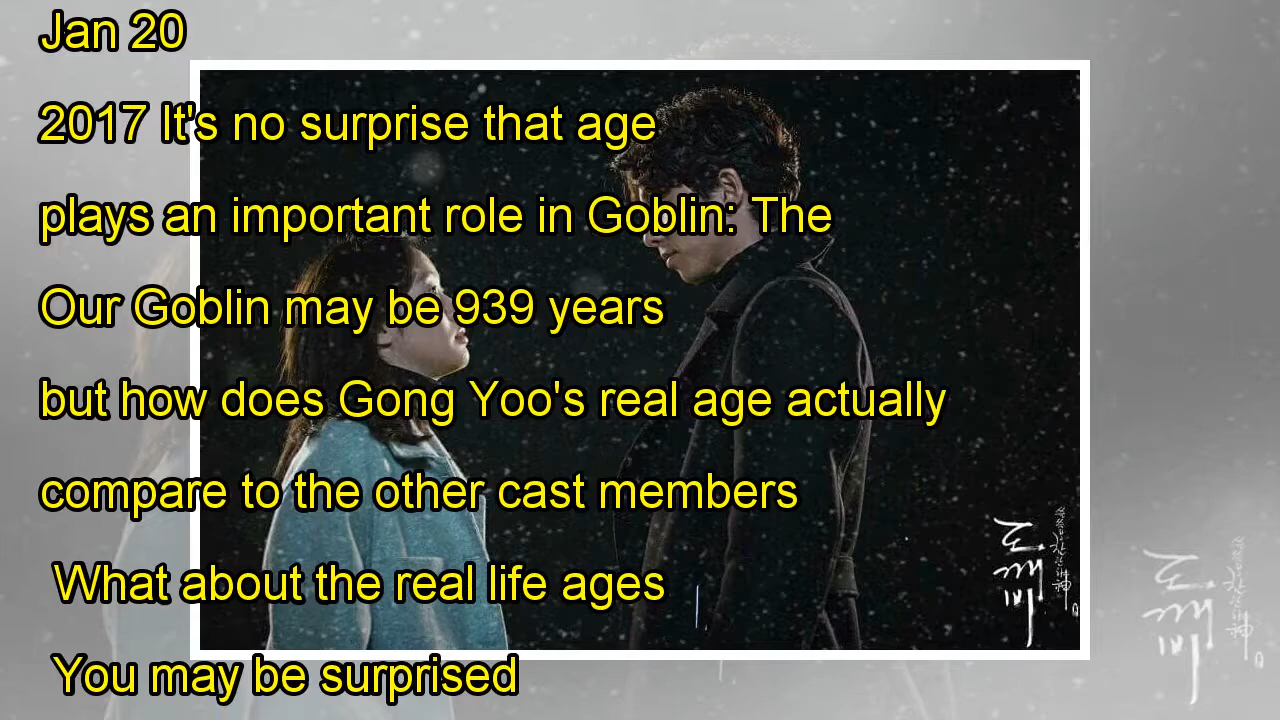 Jan 20
2017 It's no surprise that age
plays an important role in Goblin: The
Our Goblin may be 939 years
but how does Gong Yoo's real age actually
compare to the other cast members
What about the real life ages
You may be surprised
도깨비
도깨비